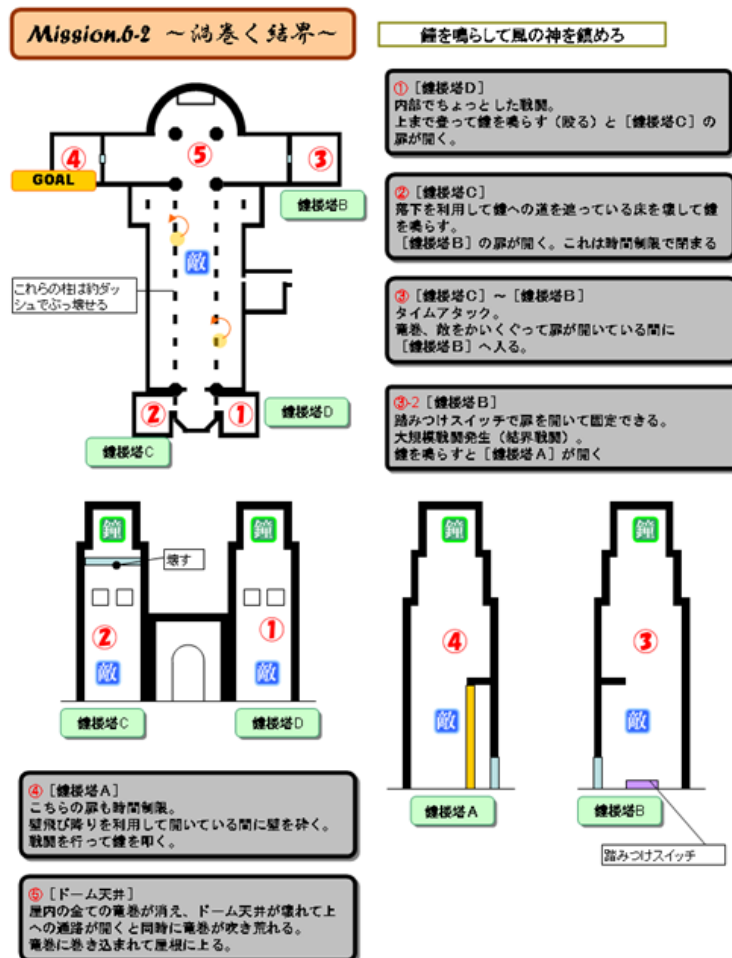 Mission.6-2 ～渦巻く結界～
鐘を鳴らして風の神を鎮めろ
①［鐘楼塔D］
内部でちょっとした戦闘。
上まで登って鐘を鳴らす（殴る）と［鐘楼塔C］の
扉が開く。
④
⑤
③
GOAL
鐘楼塔B
②［鐘楼塔C］
落下を利用して鐘への道を遮っている床を壊して鐘
を鳴らす。
［鐘楼塔B］の扉が開く。これは時間制限で閉まる
敵
これらの柱は釣ダッ
シュでぶっ壊せる
③［鐘楼塔C］～［鐘楼塔B］
タイムアタック。
竜巻、敵をかいくぐって扉が開いている間に
［鐘楼塔B］へ入る。
②
①
鐘楼塔D
鐘楼塔C
③-2［鐘楼塔B］
踏みつけスイッチで扉を開いて固定できる。
大規模戦闘発生（結界戦闘）。
鐘を鳴らすと［鐘楼塔A］が開く
鐘
鐘
鐘
鐘
壊す
②
①
④
③
敵
敵
敵
敵
鐘楼塔C
鐘楼塔D
鐘楼塔A
鐘楼塔B
踏みつけスイッチ
④［鐘楼塔A］
こちらの扉も時間制限。
壁飛び降りを利用して開いている間に壁を砕く。
戦闘を行って鐘を叩く。
⑤［ドーム天井］
屋内の全ての竜巻が消え、ドーム天井が壊れて上
への通路が開くと同時に竜巻が吹き荒れる。
竜巻に巻き込まれて屋根に上る。